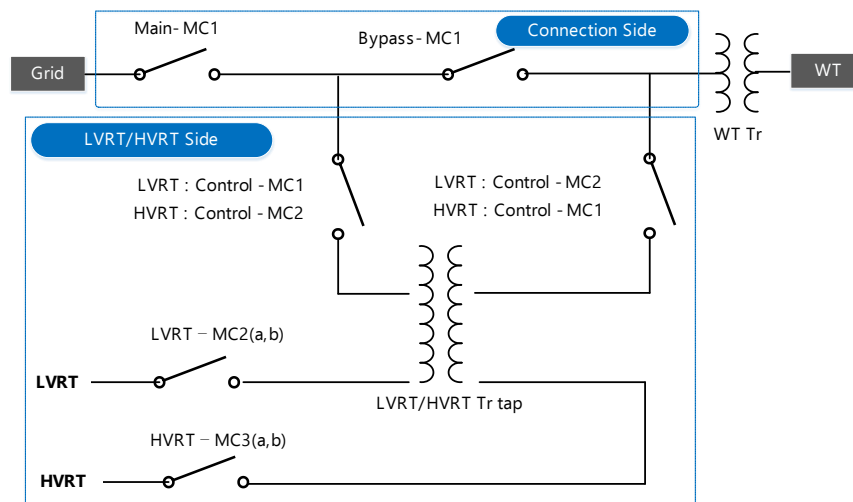 Main- MC1
Bypass- MC1
Connection Side
Grid
WT
WT Tr
LVRT/HVRT Side
LVRT : Control - MC1
HVRT : Control - MC2
LVRT : Control - MC2
HVRT : Control - MC1
LVRT – MC2(a,b)
LVRT
LVRT/HVRT Tr tap
HVRT – MC3(a,b)
HVRT